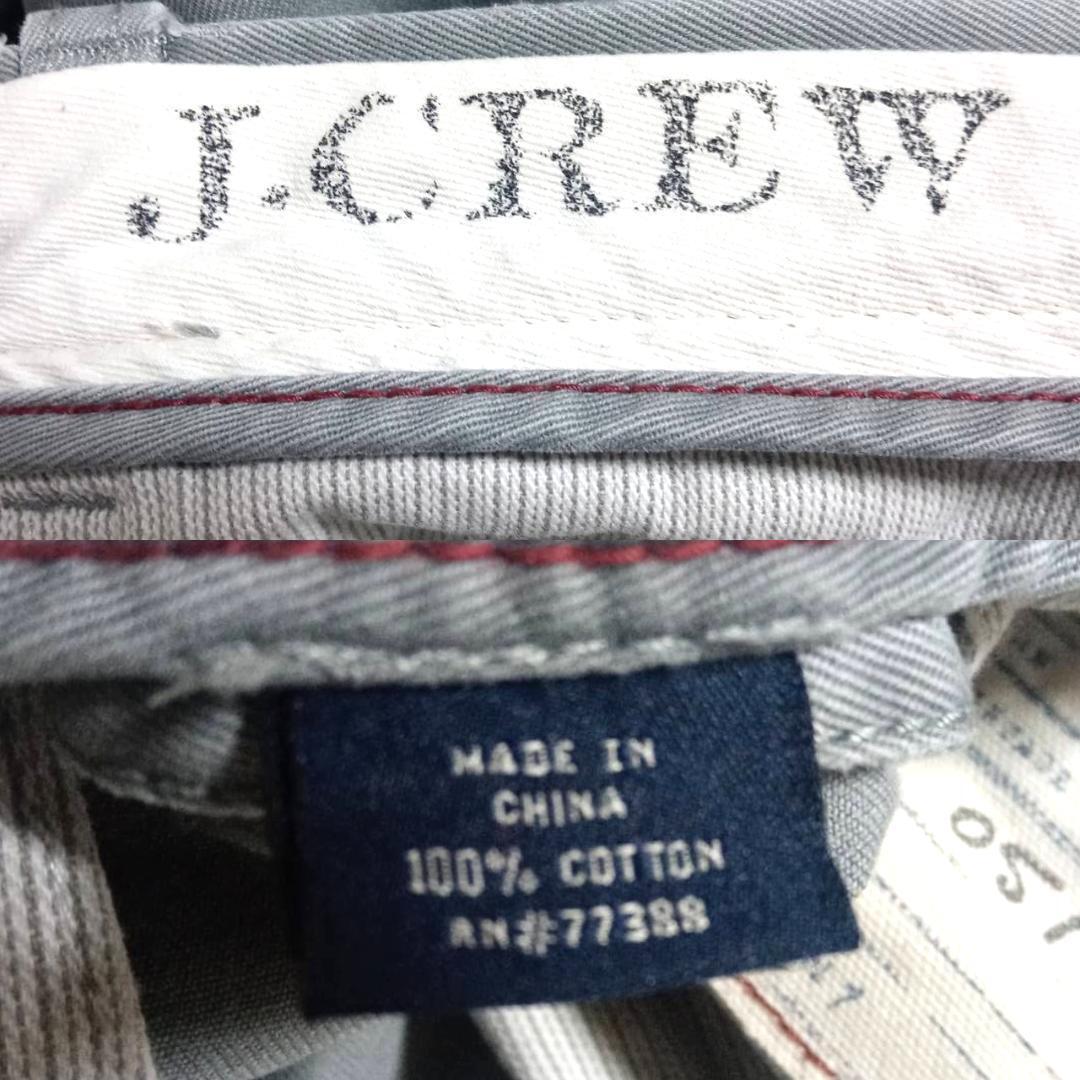 J.CREW
MADE IN
CHINA
100% COTTON
RN#77388